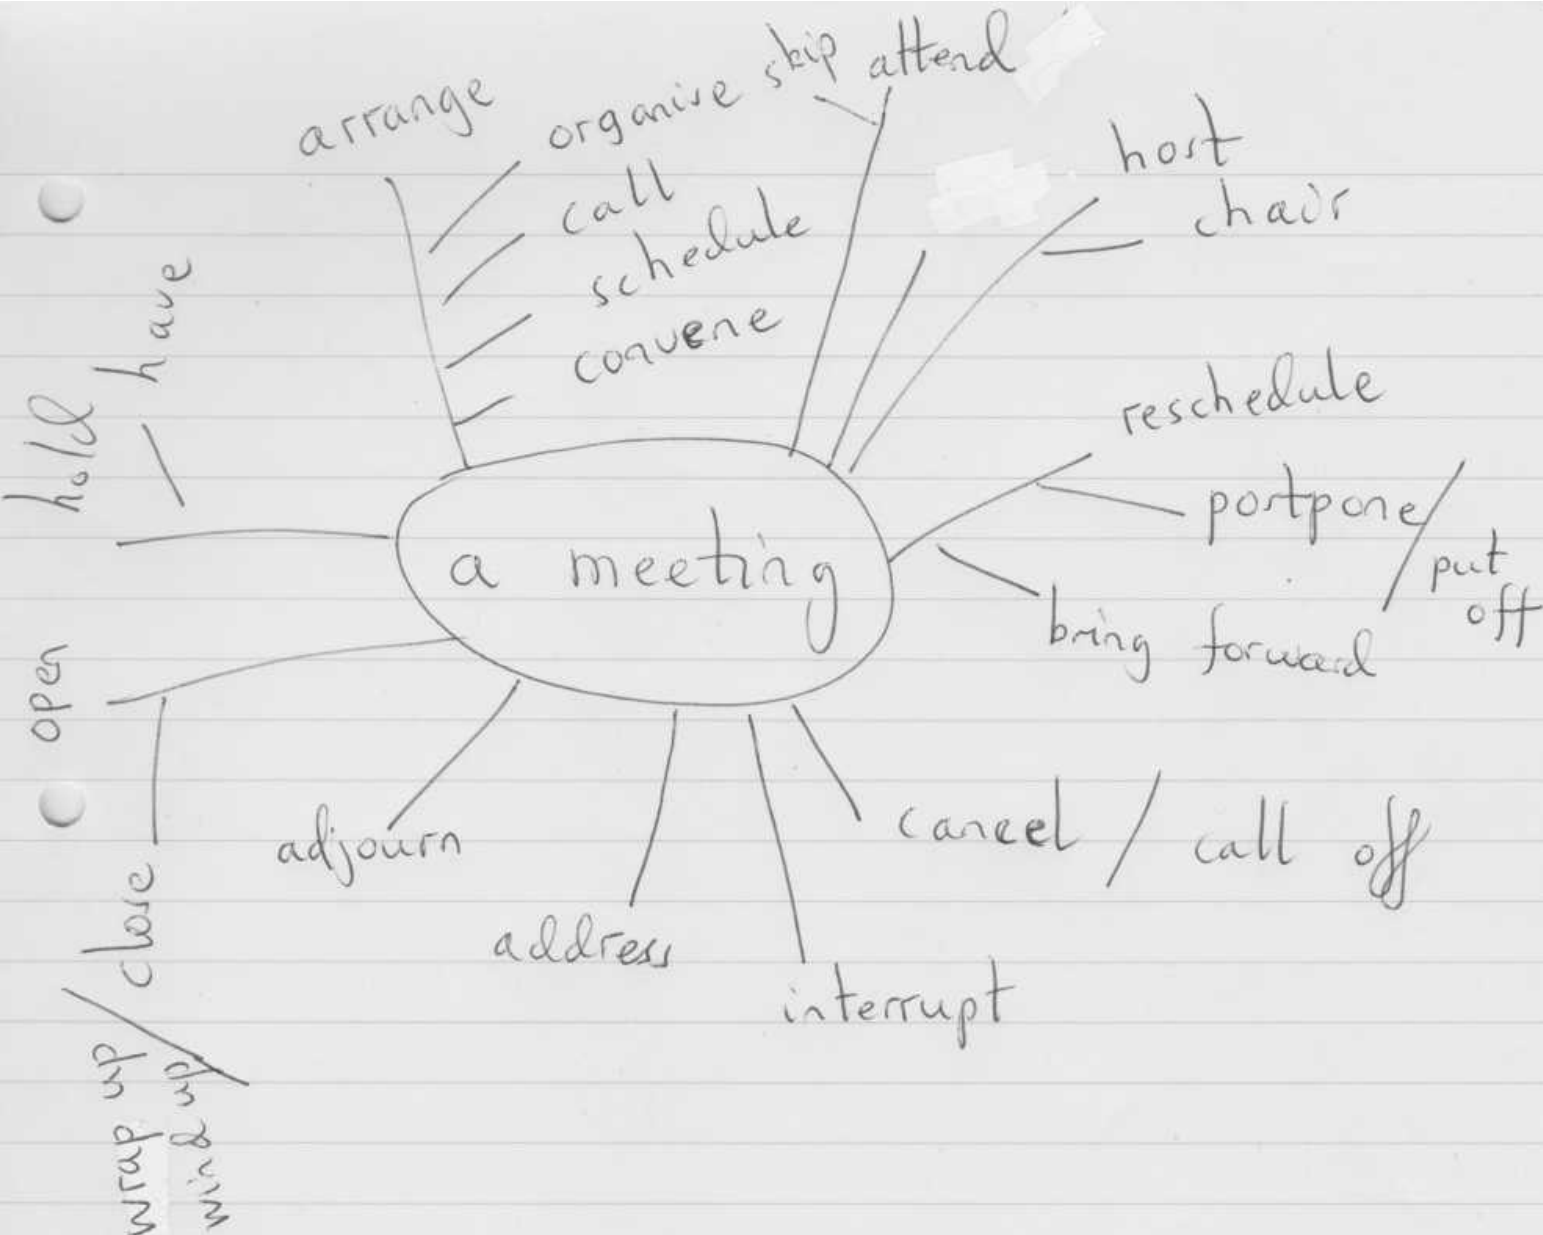 arrange
organise
skip
attend
call
schedule
convene
host
chair
hold
have
reschedule
postpone /
put
off
bring forward
a meeting
open
close /
wrap up
wind up
adjourn
address
interrupt
cancel / call off